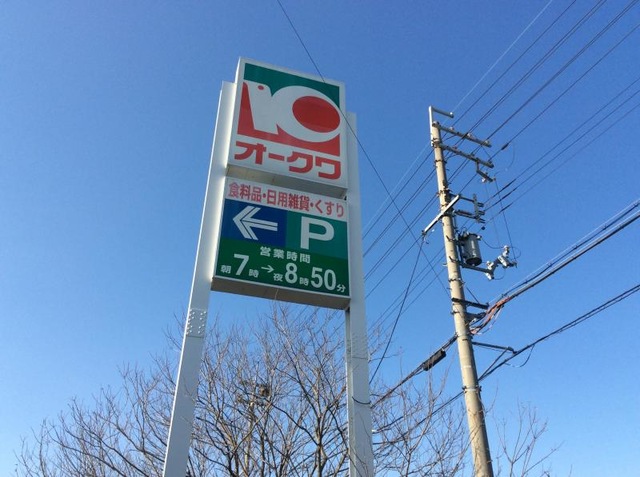 オークワ
食料品・日用雑貨・くすり
P
営業時間
朝7時→夜8時50分